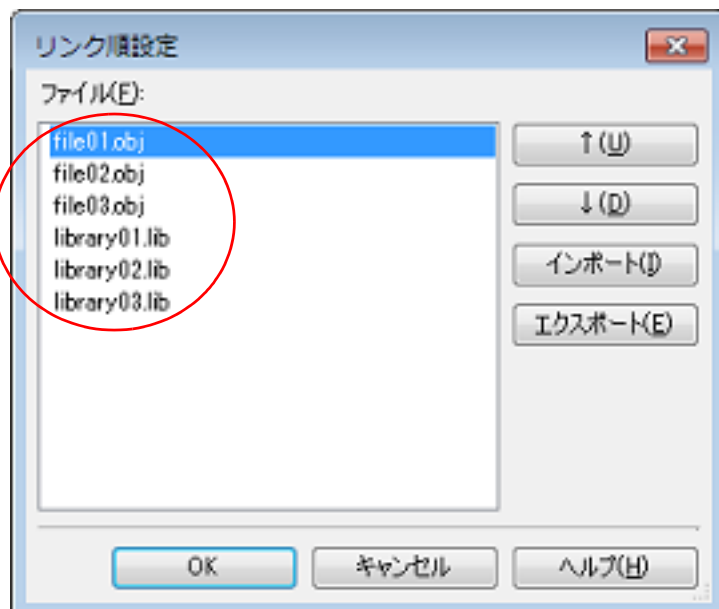 リンク順設定
ファイル(F):
file01.obj
file02.obj
file03.obj
library01.lib
library02.lib
library03.lib
↑(U)
↓(D)
インポート(I)
エクスポート(E)
OK
キャンセル
ヘルプ(H)